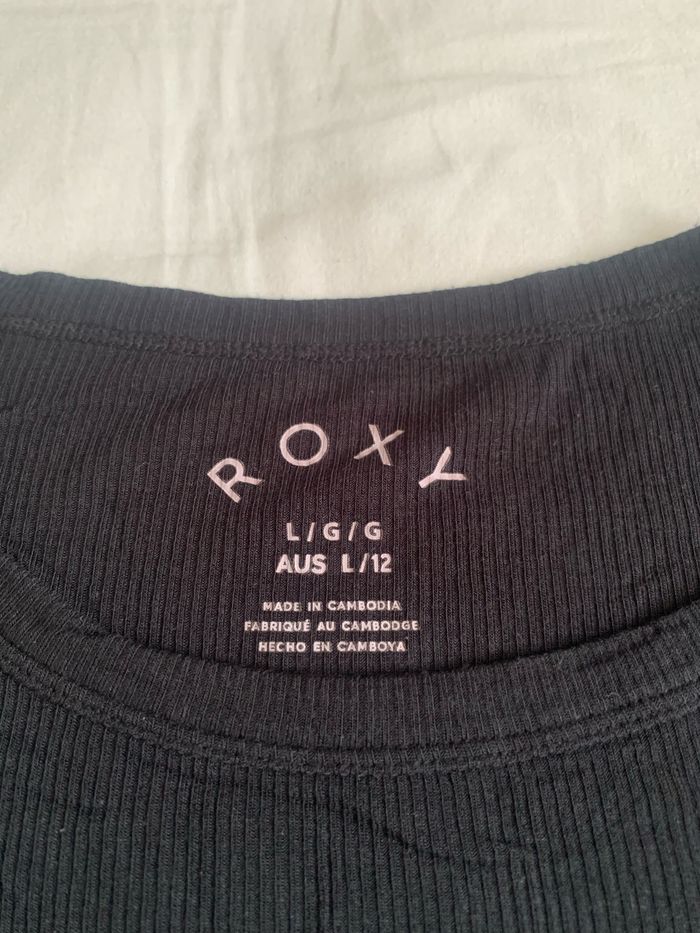 ROXY
L/G/G
AUS L/12
MADE IN CAMBODIA
FABRIQUÉ AU CAMBODGE
HECHO EN CAMBOYA